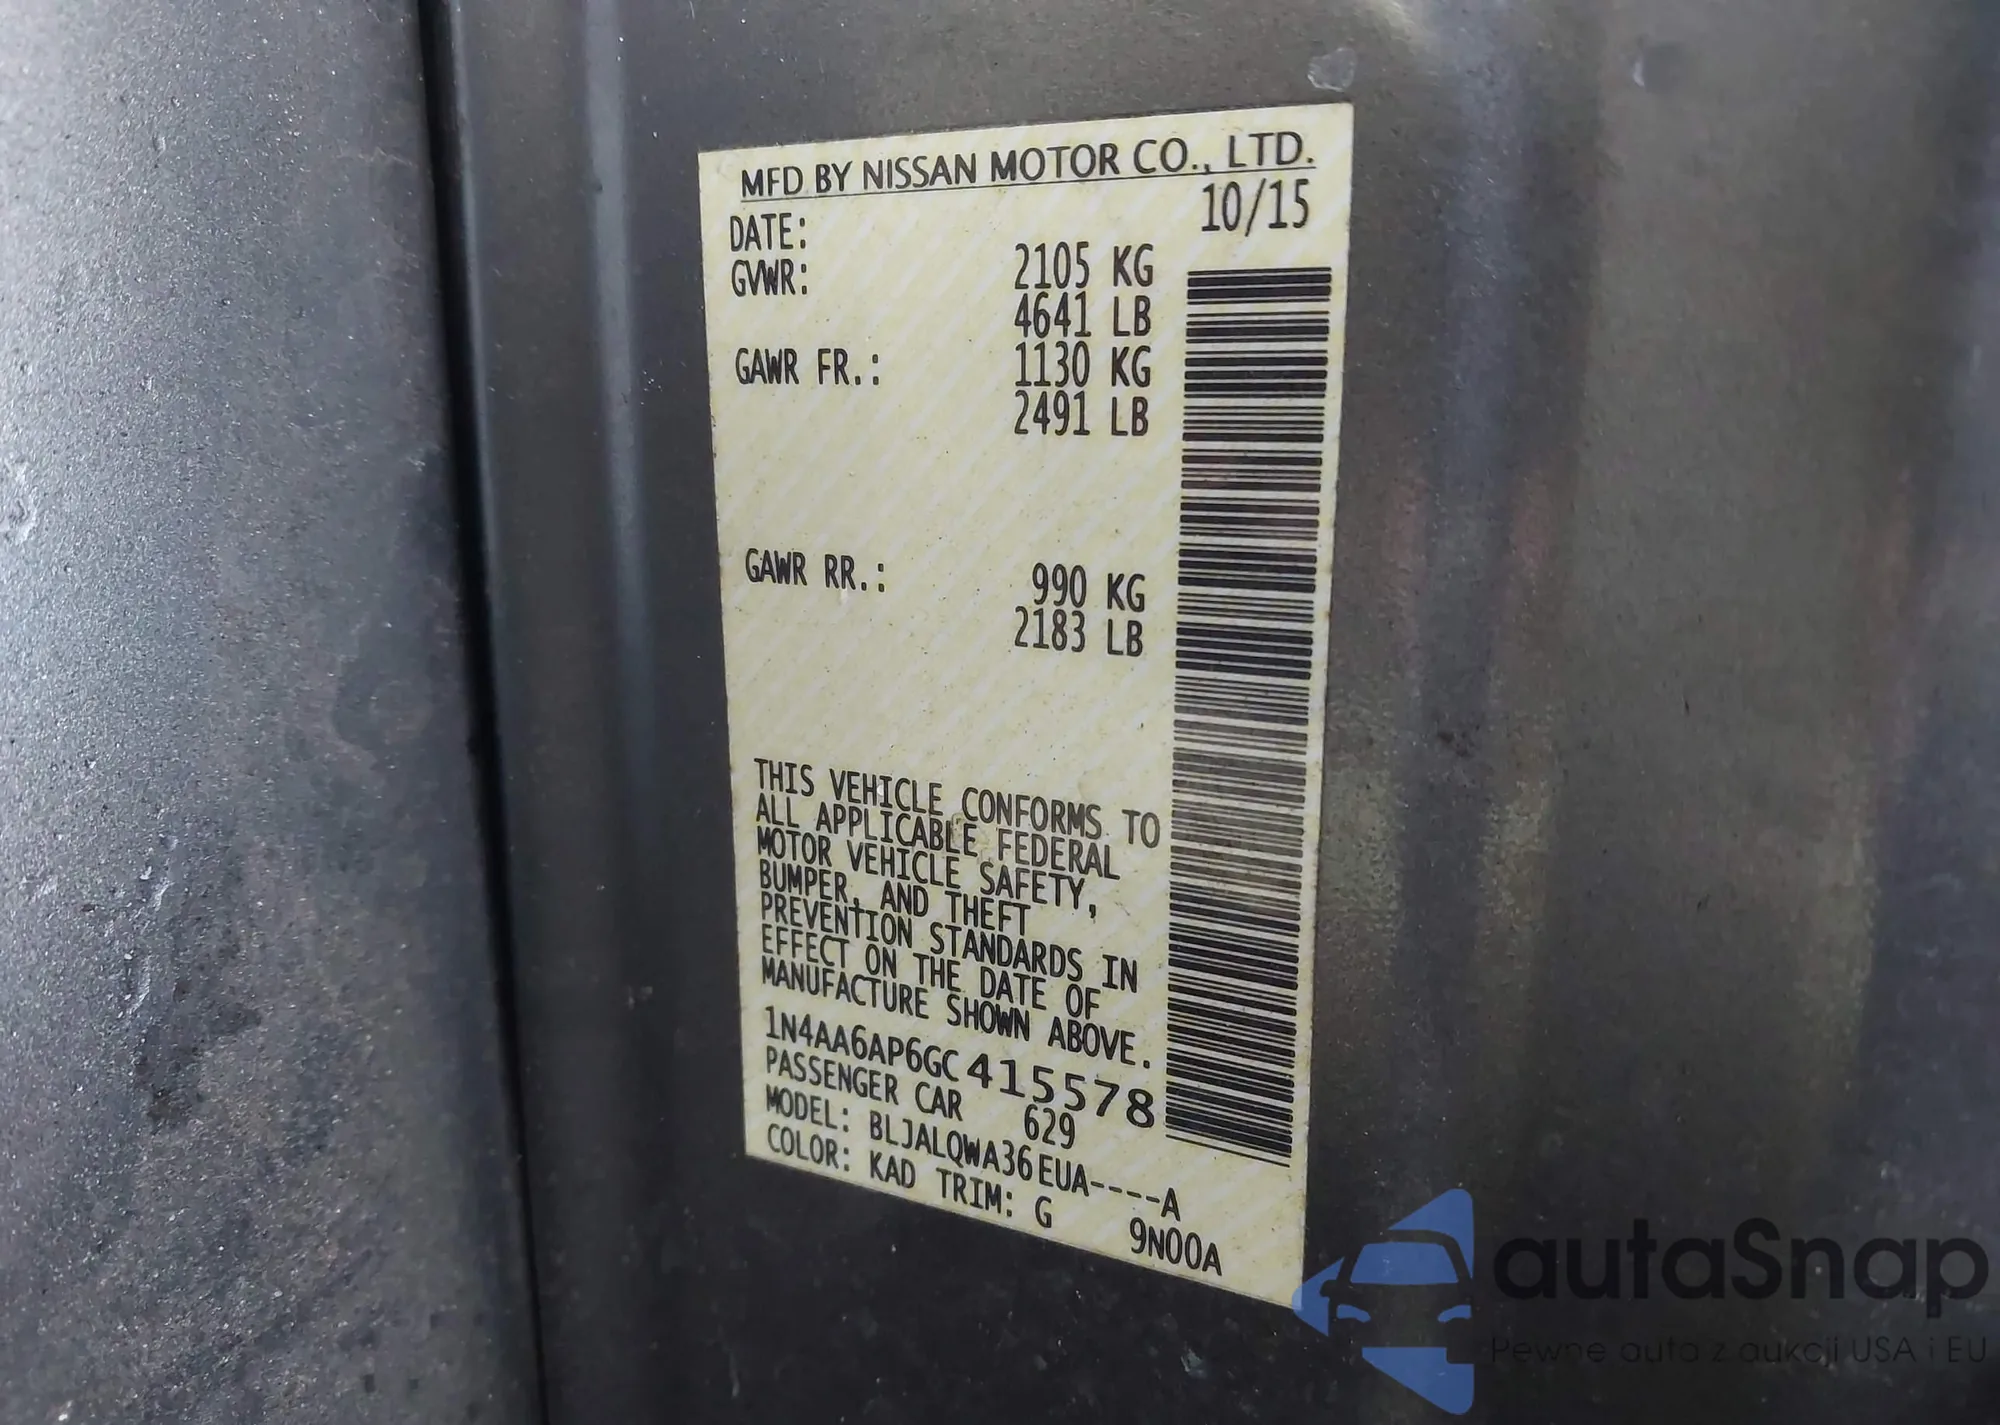 MFD BY NISSAN MOTOR CO., LTD.
DATE: 10/15
GVWR: 2105 KG
4641 LB
GAWR FR.: 1130 KG
2491 LB
GAWR RR.: 990 KG
2183 LB
THIS VEHICLE CONFORMS TO
ALL APPLICABLE FEDERAL
MOTOR VEHICLE SAFETY,
BUMPER, AND THEFT
PREVENTION STANDARDS IN
EFFECT ON THE DATE OF
MANUFACTURE SHOWN ABOVE.
1N4AA6AP6GC415578
PASSENGER CAR 629
MODEL: BLJALQWA36EUA----A
COLOR: KAD TRIM: G 9N00A
autaSnap
Pewne auta z aukcji USA i EU